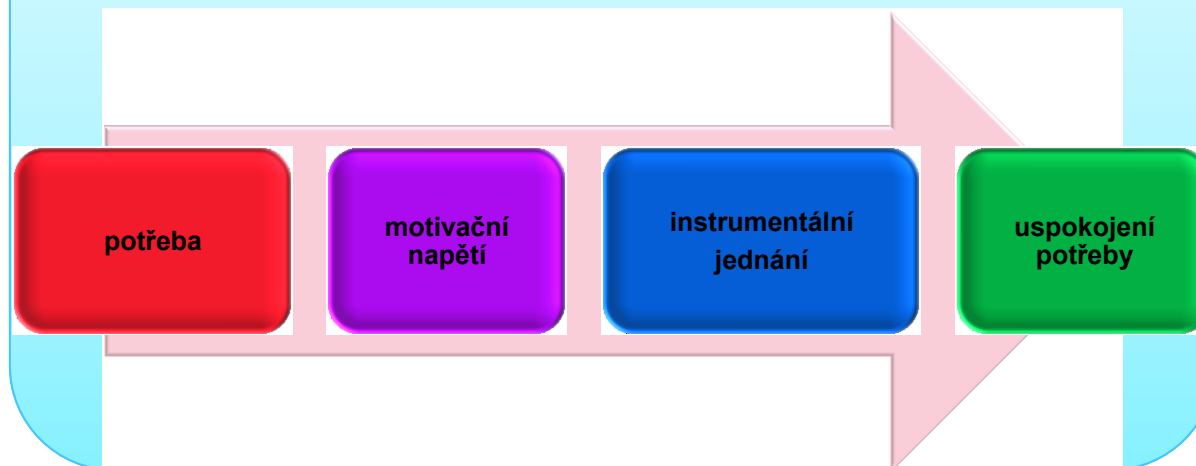 potřeba
motivační
napětí
instrumentální
jednání
uspokojení
potřeby